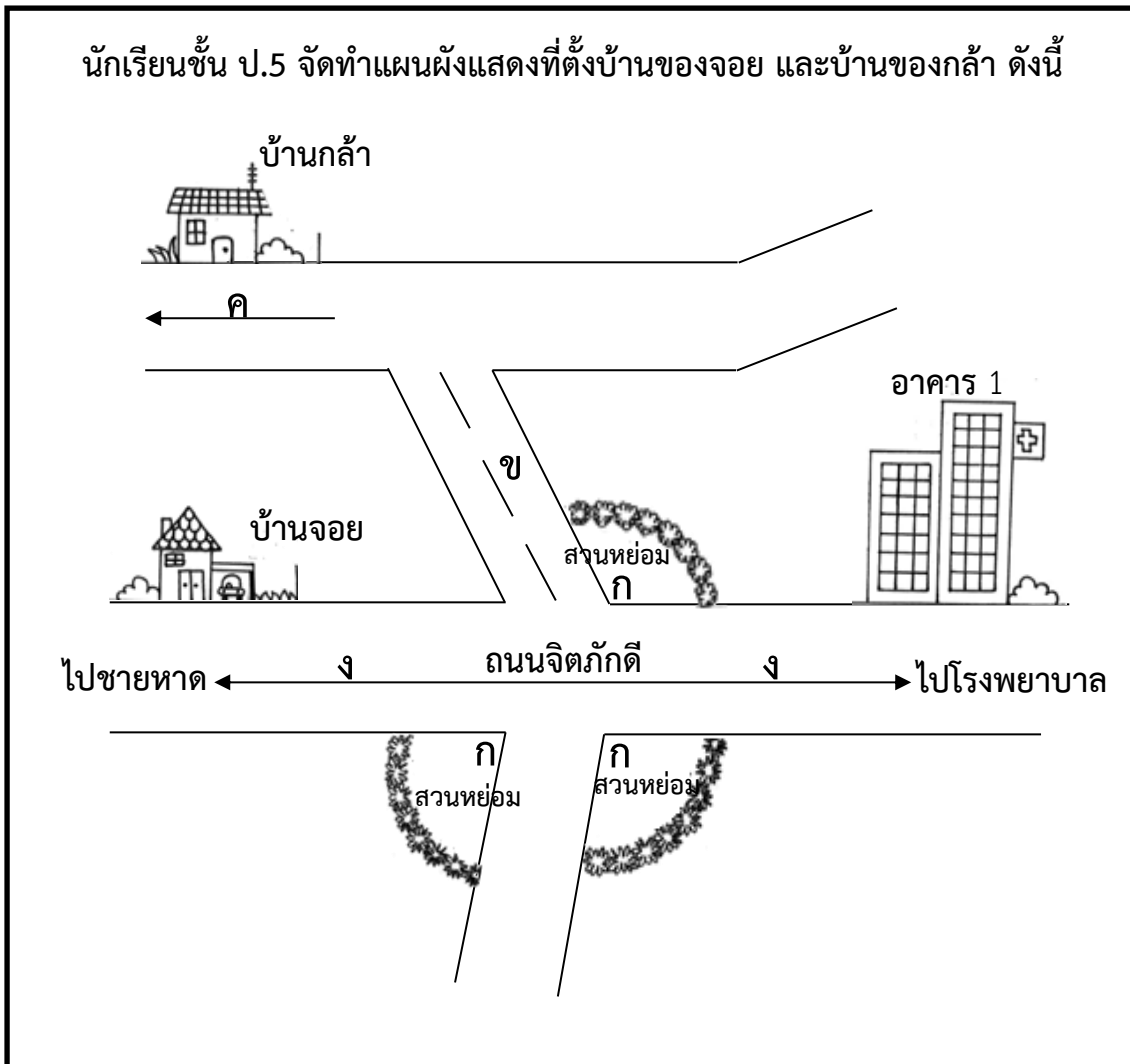 นักเรียนชั้น ป.5 จัดทำแผนผังแสดงที่ตั้งบ้านของจอย และบ้านของกล้า ดังนี้
บ้านกล้า
ค
อาคาร 1
ข
บ้านจอย
สวนหย่อม
ก
ง ถนนจิตภักดี ง
ไปชายหาด ไปโรงพยาบาล
ก ก
สวนหย่อม สวนหย่อม